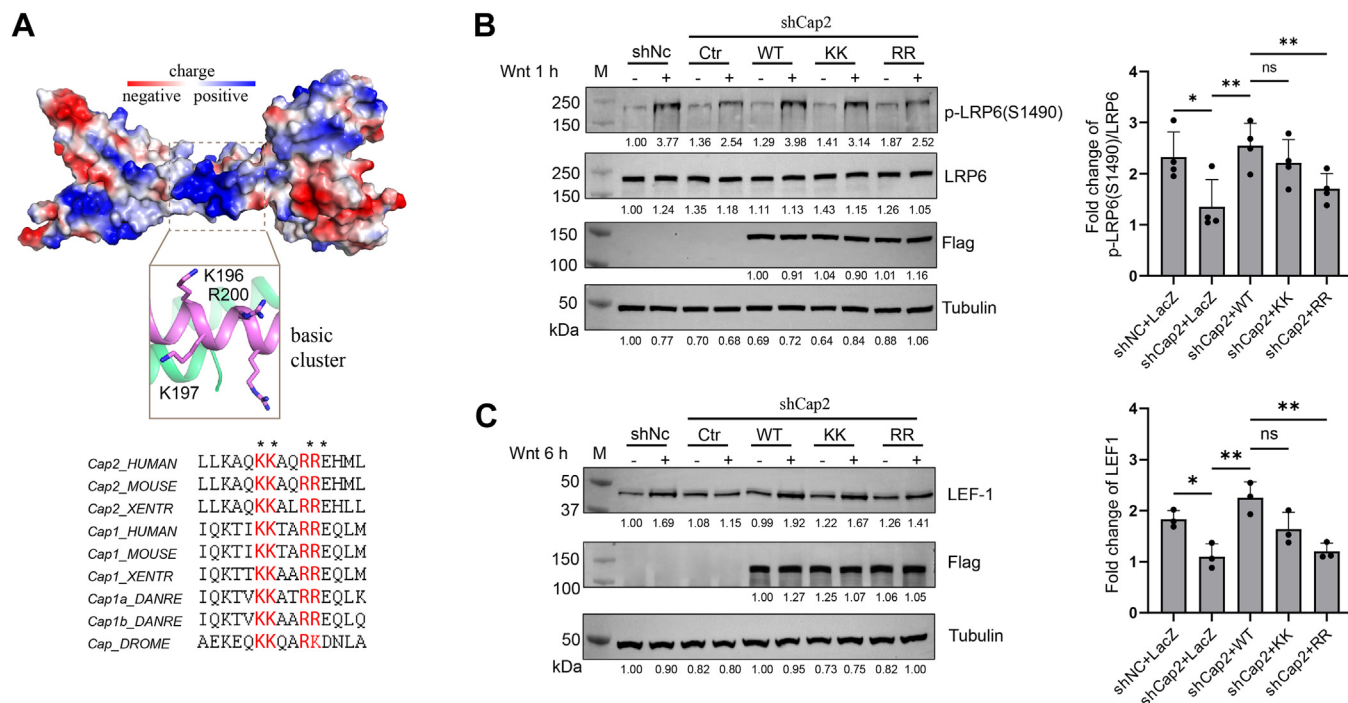 A
charge
negative positive
K196
R200
K197
basic
cluster
* * * *
Cap2_HUMAN LLKAQKKAQRREHML
Cap2_MOUSE LLKAQKKAQRREHML
Cap2_XENTR LLKAQKKALRREHLL
Cap1_HUMAN IQKTIKKTARREQLM
Cap1_MOUSE IQKTIKKTARREQLM
Cap1_XENTR IQKTTKKAARREQLM
Cap1a_DANRE IQKTVKKATRREQLK
Cap1b_DANRE IQKTVKKAARREQLQ
Cap_DROME AEKEQKKQARKDNLA
B
shCap2
shNc Ctr WT KK RR
Wnt 1 h M - + - + - + - + - +
250
150
p-LRP6(S1490)
1.00 3.77 1.36 2.54 1.29 3.98 1.41 3.14 1.87 2.52
250
150
LRP6
1.00 1.24 1.35 1.18 1.11 1.13 1.43 1.15 1.26 1.05
150
100
Flag
1.00 0.91 1.04 0.90 1.01 1.16
50
kDa
Tubulin
1.00 0.77 0.70 0.68 0.69 0.72 0.64 0.84 0.88 1.06
Fold change of
p-LRP6(S1490)/LRP6
4
3
2
1
0
* ** ns **
shNC+LacZ
shCap2+LacZ
shCap2+WT
shCap2+KK
shCap2+RR
C
shCap2
shNc Ctr WT KK RR
Wnt 6 h M - + - + - + - + - +
50
37
LEF-1
1.00 1.69 1.08 1.15 0.99 1.92 1.22 1.67 1.26 1.41
150
100
Flag
1.00 1.27 1.25 1.07 1.06 1.05
50
kDa
Tubulin
1.00 0.90 0.82 0.80 1.00 0.95 0.73 0.75 0.82 1.00
Fold change of LEF1
4
3
2
1
0
* ** ns **
shNC+LacZ
shCap2+LacZ
shCap2+WT
shCap2+KK
shCap2+RR